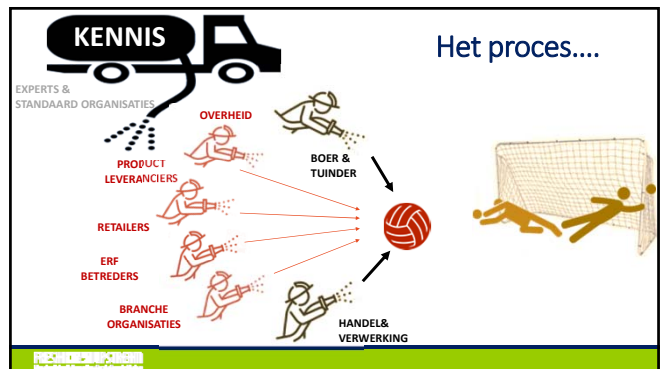 KENNIS
Het proces....
EXPERTS &
STANDAARD ORGANISATIES
OVERHEID
PRODUCT
LEVERANCIERS
BOER &
TUINDER
RETAILERS
ERF
BETREDERS
BRANCHE
ORGANISATIES
HANDEL&
VERWERKING